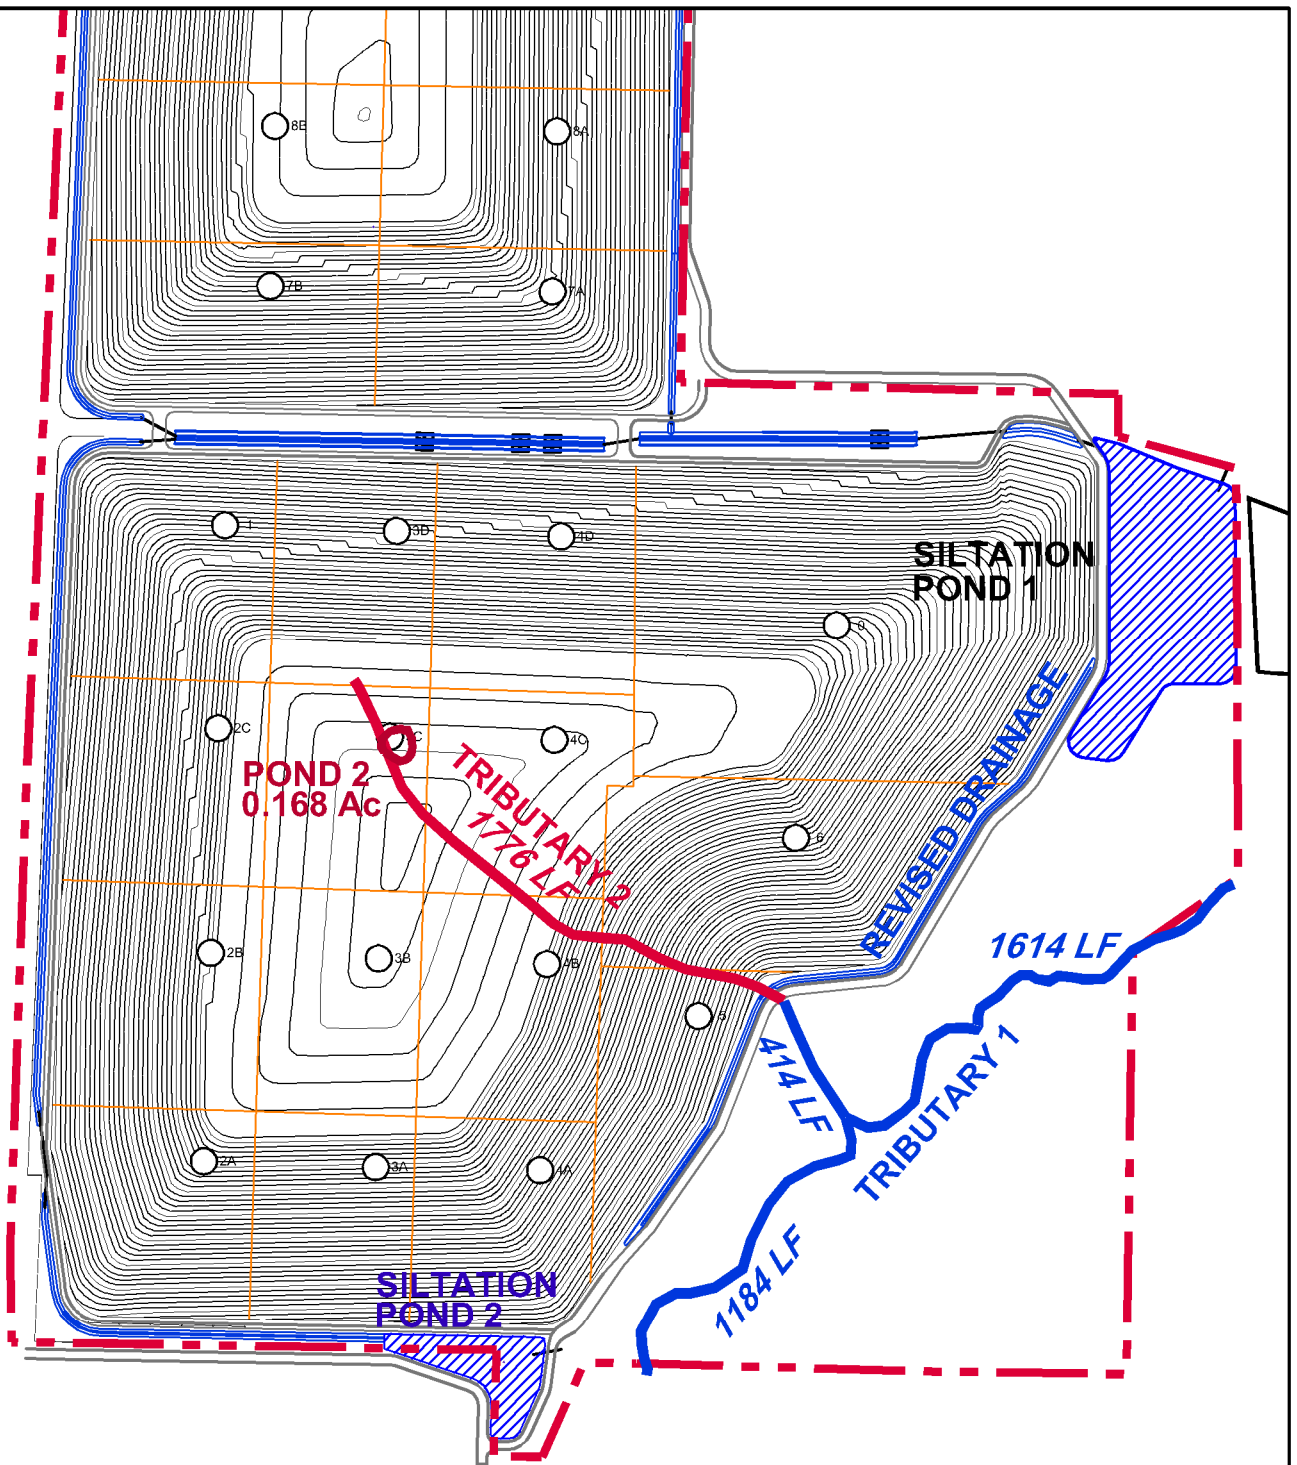 8B
8A
7B
7A
1
3D
4D
SILTATION
POND 1
0
2C
3C
4C
POND 2
0.168 Ac
TRIBUTARY 2
1776 LF
REVISED DRAINAGE
6
1614 LF
2B
3B
4B
5
414 LF
TRIBUTARY 1
2A
3A
4A
1184 LF
SILTATION
POND 2